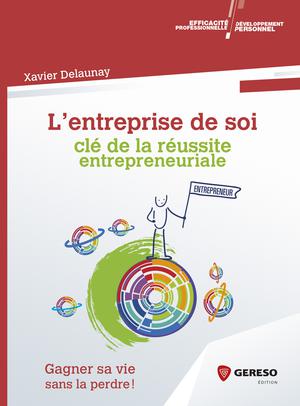 EFFICACITÉ
PROFESSIONNELLE
DÉVELOPPEMENT
PERSONNEL
Xavier Delaunay
L'entreprise de soi
clé de la réussite
entrepreneuriale
ENTREPRENEUR
Gagner sa vie
sans la perdre !
GERESO
ÉDITION